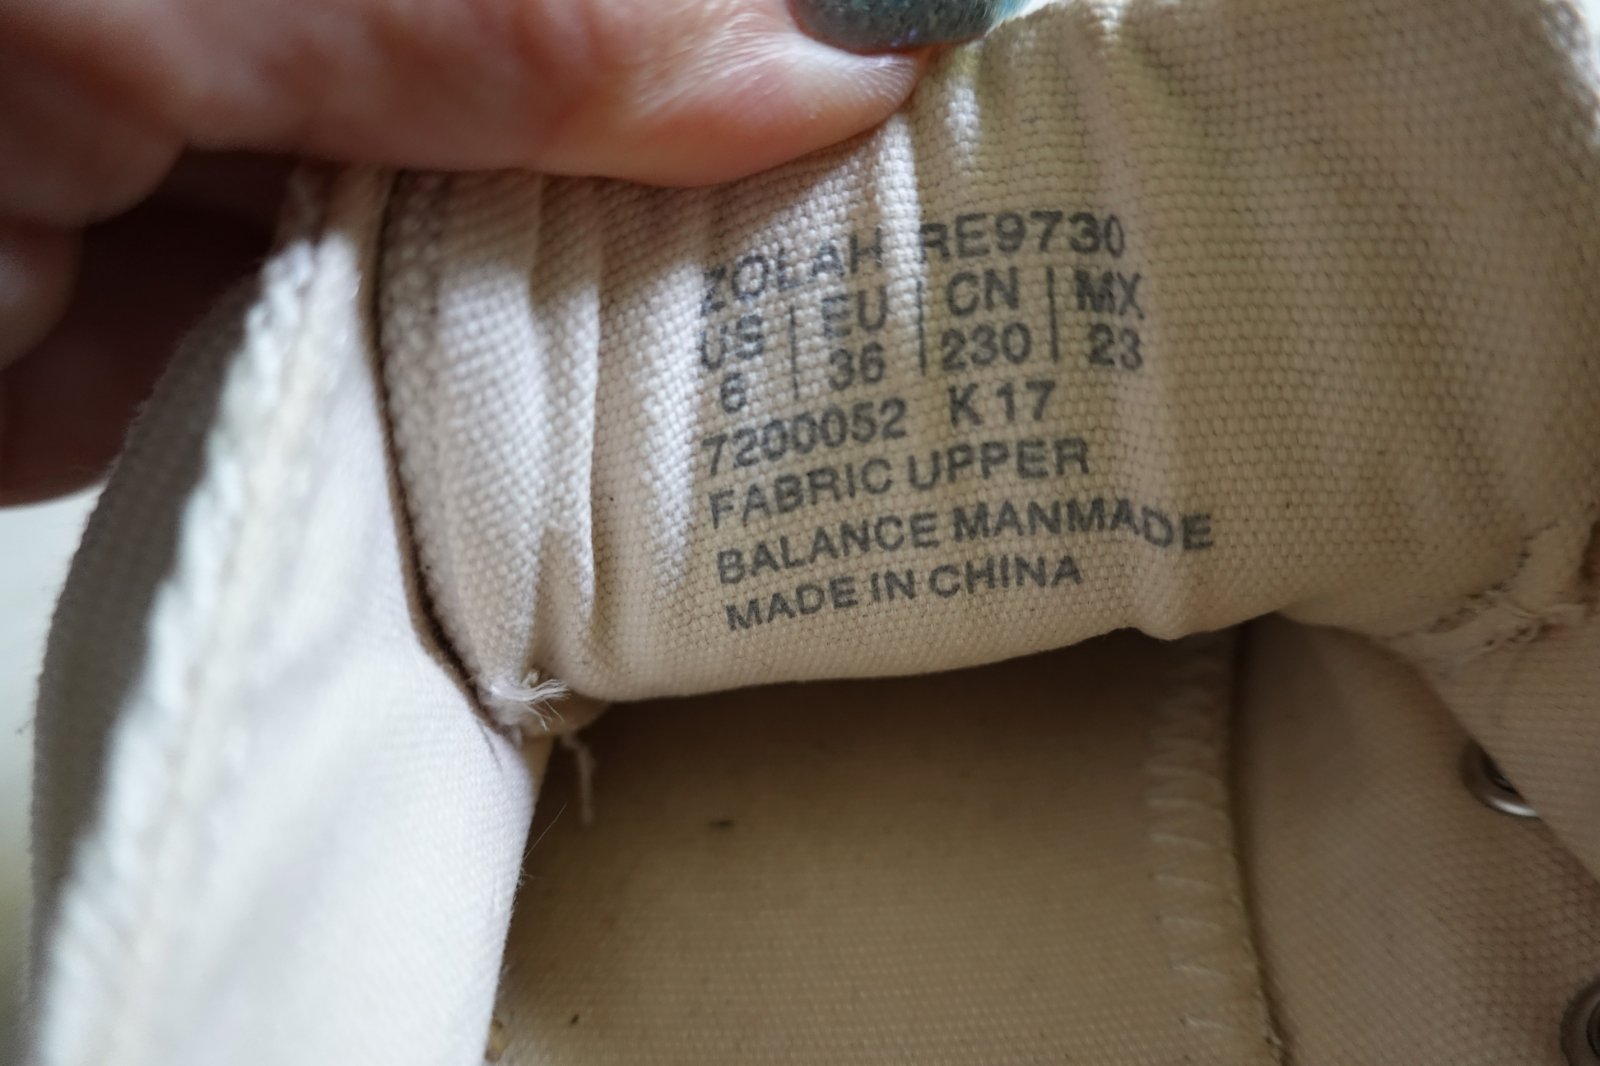 ZOLAH RE9730
US | EU | CN | MX
6 | 36 | 230 | 23
7200052 K17
FABRIC UPPER
BALANCE MANMADE
MADE IN CHINA